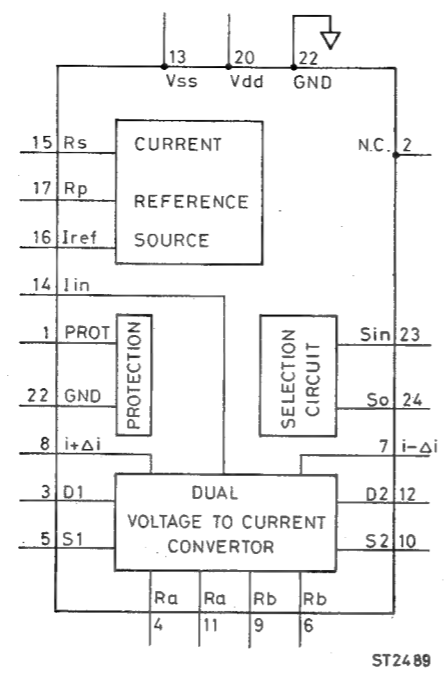 13 20 22
Vss Vdd GND
15 Rs CURRENT N.C. 2
17 Rp REFERENCE
16 Iref SOURCE
14 Iin
1 PROT PROTECTION SELECTION CIRCUIT Sin 23
22 GND So 24
8 i+Δi 7 i-Δi
3 D1 DUAL D2 12
VOLTAGE TO CURRENT
5 S1 CONVERTOR S2 10
Ra Ra Rb Rb
4 11 9 6
ST2489